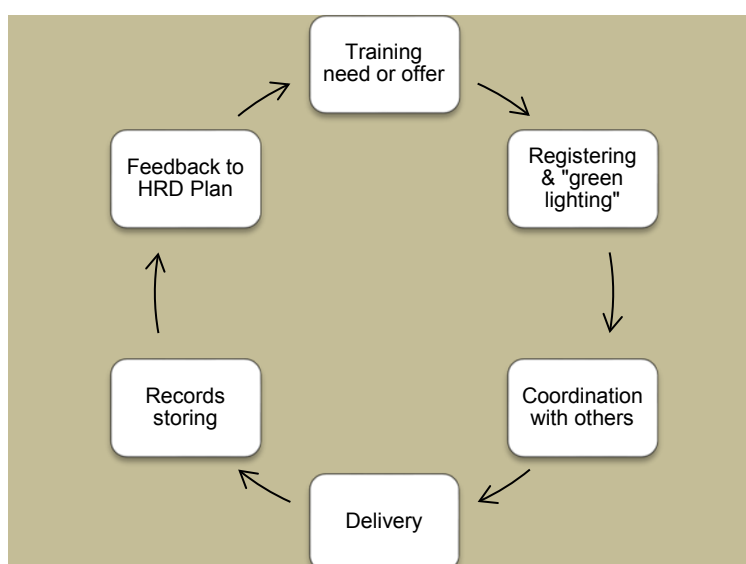 Training
need or offer
Registering
& "green
lighting"
Coordination
with others
Delivery
Records
storing
Feedback to
HRD Plan